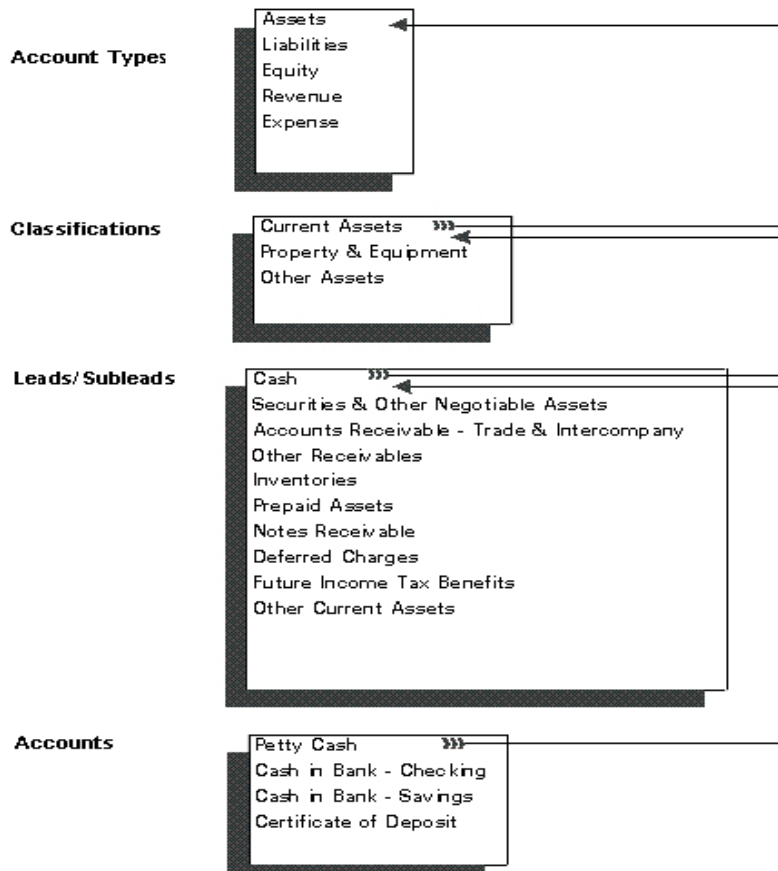 Account Types
Assets
Liabilities
Equity
Revenue
Expense
Classifications
Current Assets
Property & Equipment
Other Assets
Leads/Subleads
Cash
Securities & Other Negotiable Assets
Accounts Receivable - Trade & Intercompany
Other Receivables
Inventories
Prepaid Assets
Notes Receivable
Deferred Charges
Future Income Tax Benefits
Other Current Assets
Accounts
Petty Cash
Cash in Bank - Checking
Cash in Bank - Savings
Certificate of Deposit